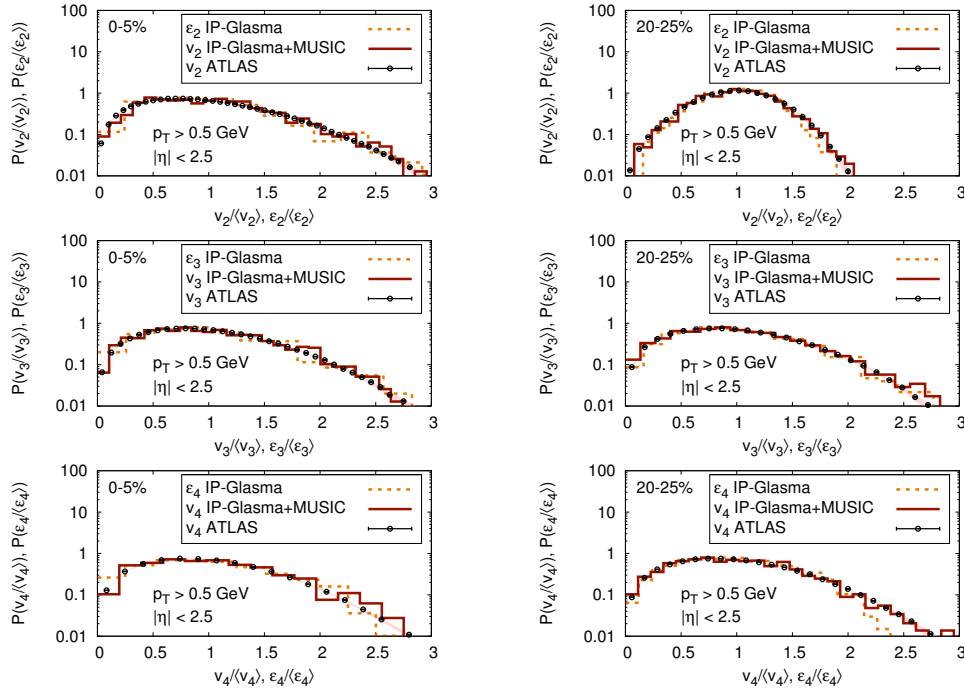 0-5%
ε2 IP-Glasma
v2 IP-Glasma+MUSIC
v2 ATLAS
pT > 0.5 GeV
|η| < 2.5
P(v2/⟨v2⟩), P(ε2/⟨ε2⟩)
100
10
1
0.1
0.01
0 0.5 1 1.5 2 2.5 3
v2/⟨v2⟩, ε2/⟨ε2⟩
20-25%
ε2 IP-Glasma
v2 IP-Glasma+MUSIC
v2 ATLAS
pT > 0.5 GeV
|η| < 2.5
P(v2/⟨v2⟩), P(ε2/⟨ε2⟩)
100
10
1
0.1
0.01
0 0.5 1 1.5 2 2.5 3
v2/⟨v2⟩, ε2/⟨ε2⟩
0-5%
ε3 IP-Glasma
v3 IP-Glasma+MUSIC
v3 ATLAS
pT > 0.5 GeV
|η| < 2.5
P(v3/⟨v3⟩), P(ε3/⟨ε3⟩)
100
10
1
0.1
0.01
0 0.5 1 1.5 2 2.5 3
v3/⟨v3⟩, ε3/⟨ε3⟩
20-25%
ε3 IP-Glasma
v3 IP-Glasma+MUSIC
v3 ATLAS
pT > 0.5 GeV
|η| < 2.5
P(v3/⟨v3⟩), P(ε3/⟨ε3⟩)
100
10
1
0.1
0.01
0 0.5 1 1.5 2 2.5 3
v3/⟨v3⟩, ε3/⟨ε3⟩
0-5%
ε4 IP-Glasma
v4 IP-Glasma+MUSIC
v4 ATLAS
pT > 0.5 GeV
|η| < 2.5
P(v4/⟨v4⟩), P(ε4/⟨ε4⟩)
100
10
1
0.1
0.01
0 0.5 1 1.5 2 2.5 3
v4/⟨v4⟩, ε4/⟨ε4⟩
20-25%
ε4 IP-Glasma
v4 IP-Glasma+MUSIC
v4 ATLAS
pT > 0.5 GeV
|η| < 2.5
P(v4/⟨v4⟩), P(ε4/⟨ε4⟩)
100
10
1
0.1
0.01
0 0.5 1 1.5 2 2.5 3
v4/⟨v4⟩, ε4/⟨ε4⟩